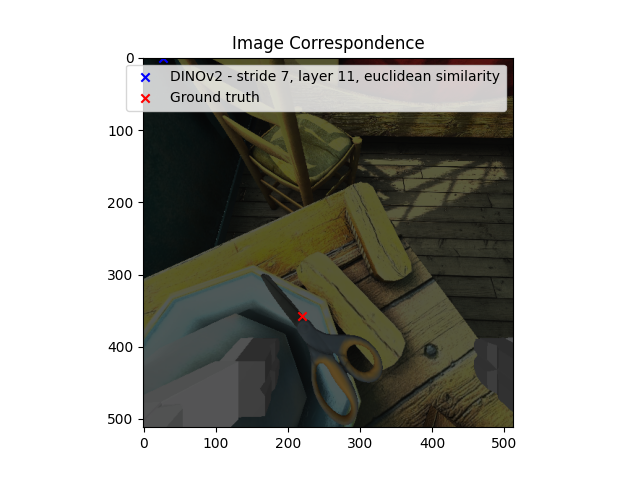 Image Correspondence
DINOv2 - stride 7, layer 11, euclidean similarity
Ground truth
0
100
200
300
400
500
0 100 200 300 400 500